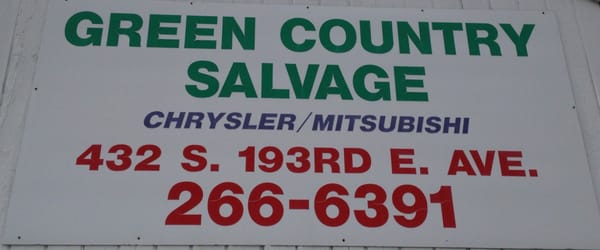 GREEN COUNTRY
SALVAGE
CHRYSLER/MITSUBISHI
432 S. 193RD E. AVE.
266-6391